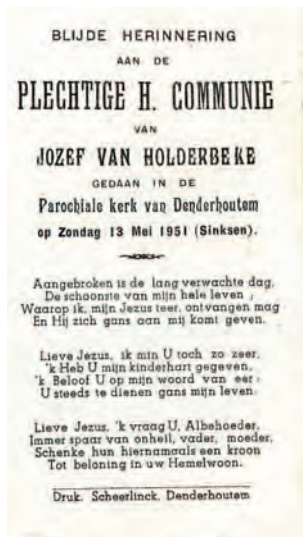 BLIJDE HERINNERING
AAN DE
PLECHTIGE H. COMMUNIE
VAN
JOZEF VAN HOLDERBEKE
GEDAAN IN DE
Parochiale kerk van Denderhoutem
op Zondag 13 Mei 1951 (Sinksen).
Aangebroken is de lang verwachte dag,
De schoonste van mijn hele leven ;
Waarop ik, mijn Jezus teer, ontvangen mag
En Hij zich gans aan mij komt geven.
Lieve Jezus, ik min U toch zo zeer,
'k Heb U mijn kinderhart gegeven,
'k Beloof U op mijn woord van eer :
U steeds te dienen gans mijn leven.
Lieve Jezus, 'k vraag U, Albehoeder,
Immer spaar van onheil, vader, moeder,
Schenke hun hiernamaals een kroon
Tot beloning in uw Hemelwoon.
Druk. Scheerlinck, Denderhoutem